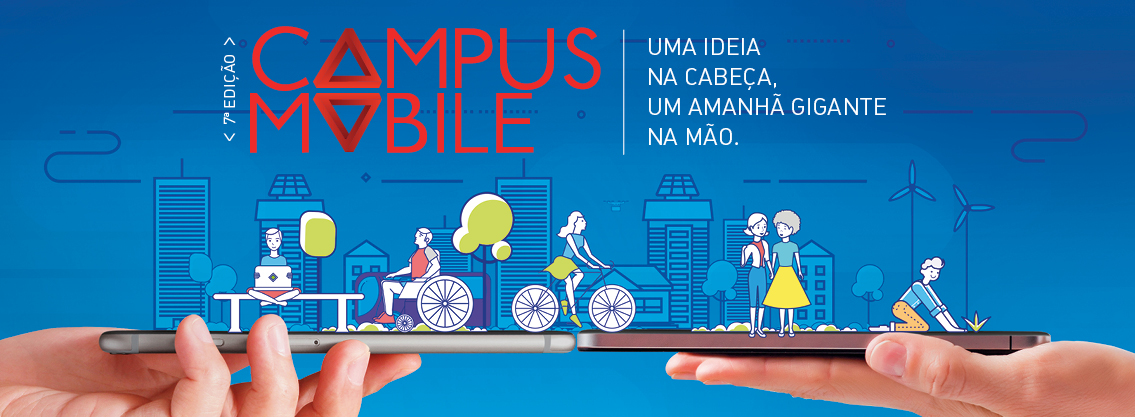 < 7ª EDIÇÃO >
CAMPUS
MOBILE
UMA IDEIA
NA CABEÇA,
UM AMANHÃ GIGANTE
NA MÃO.